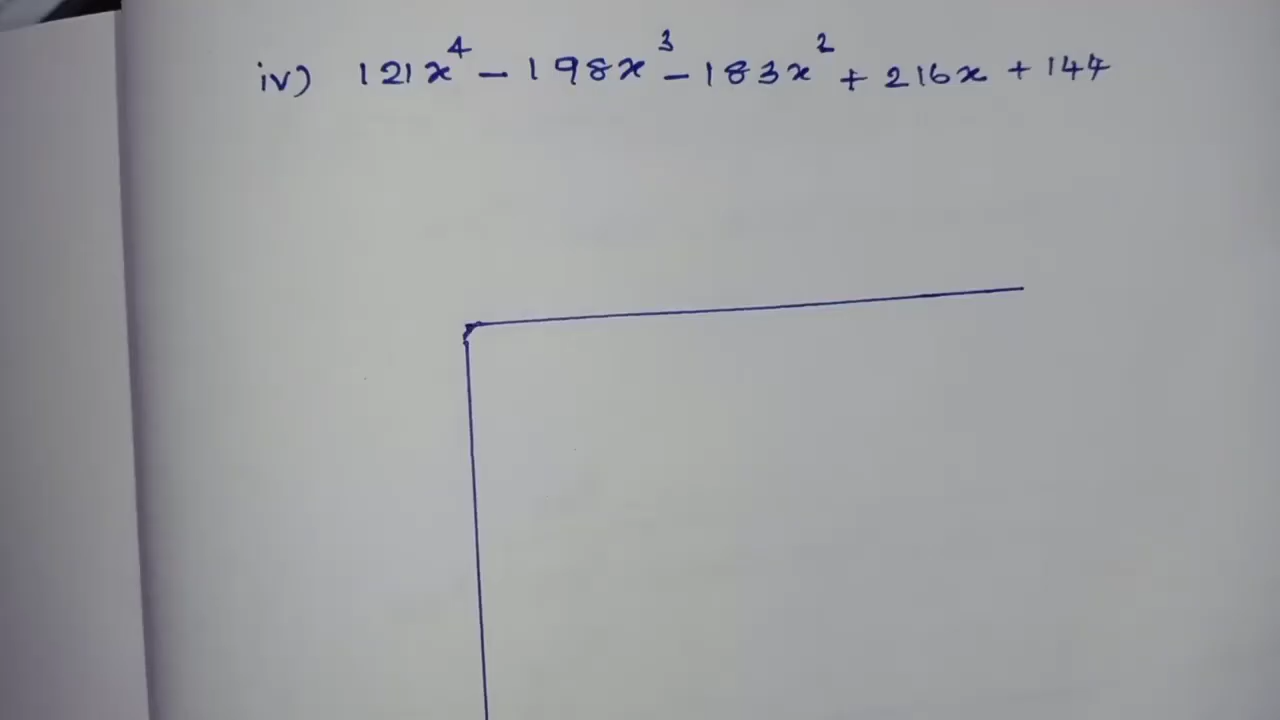 iv) 121x⁴ - 198x³ - 183x² + 216x + 144